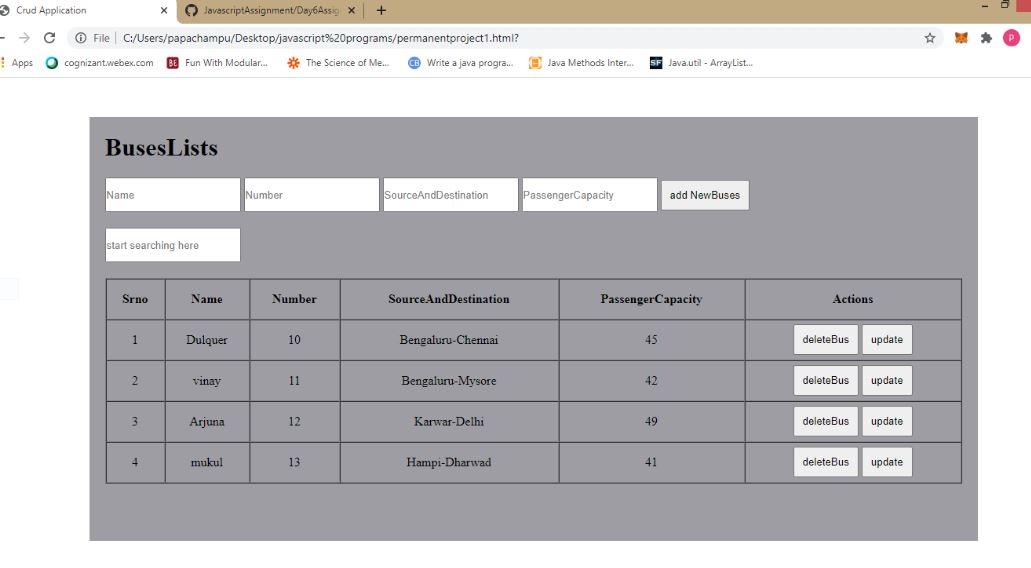 Crud Application
JavascriptAssignment/Day6Assig
File C:/Users/papachampu/Desktop/javascript%20programs/permanentproject1.html?
P
Apps cognizant.webex.com BE Fun With Modular... The Science of Me... CB Write a java progra... Java Methods Inter... SF Java.util - ArrayList...
BusesLists
Name Number SourceAndDestination PassengerCapacity add NewBuses
start searching here
Srno Name Number SourceAndDestination PassengerCapacity Actions
1 Dulquer 10 Bengaluru-Chennai 45 deleteBus update
2 vinay 11 Bengaluru-Mysore 42 deleteBus update
3 Arjuna 12 Karwar-Delhi 49 deleteBus update
4 mukul 13 Hampi-Dharwad 41 deleteBus update